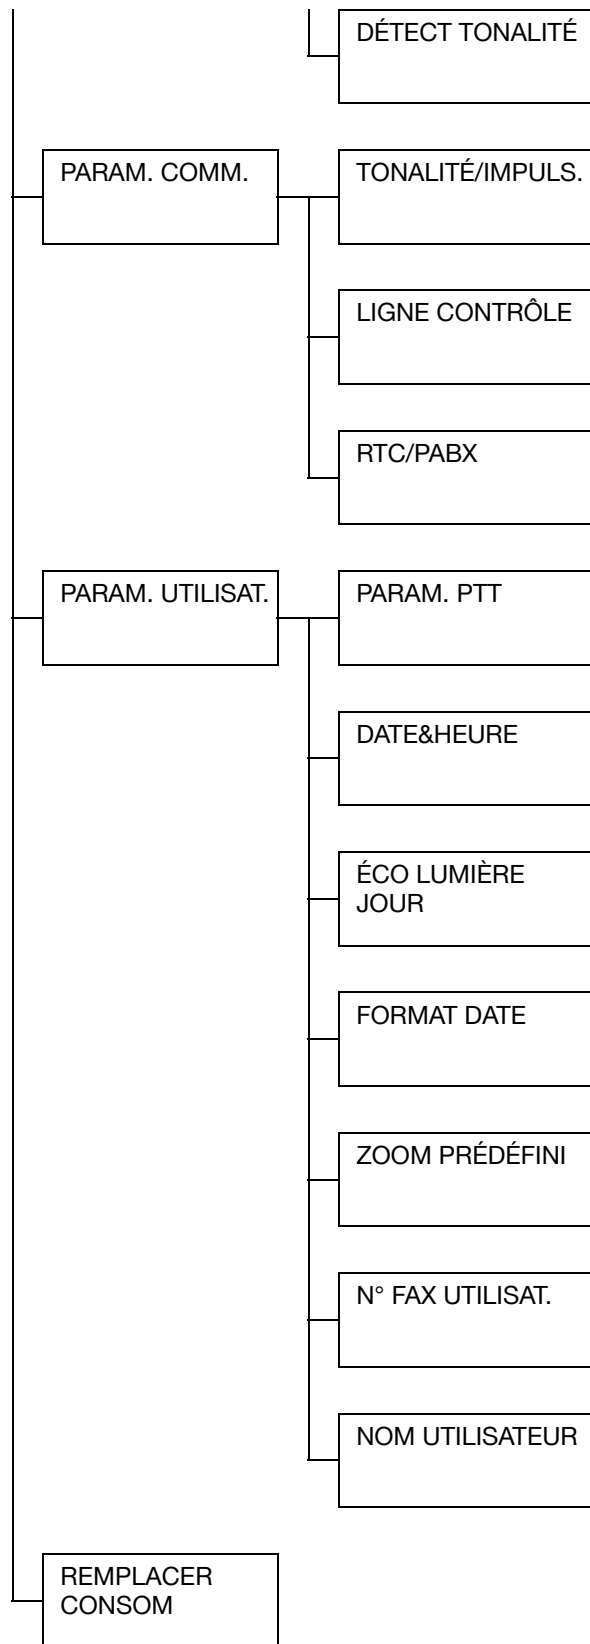 DÉTECT TONALITÉ
PARAM. COMM.
TONALITÉ/IMPULS.
LIGNE CONTRÔLE
RTC/PABX
PARAM. UTILISAT.
PARAM. PTT
DATE&HEURE
ÉCO LUMIÈRE
JOUR
FORMAT DATE
ZOOM PRÉDÉFINI
N° FAX UTILISAT.
NOM UTILISATEUR
REMPLACER
CONSOM